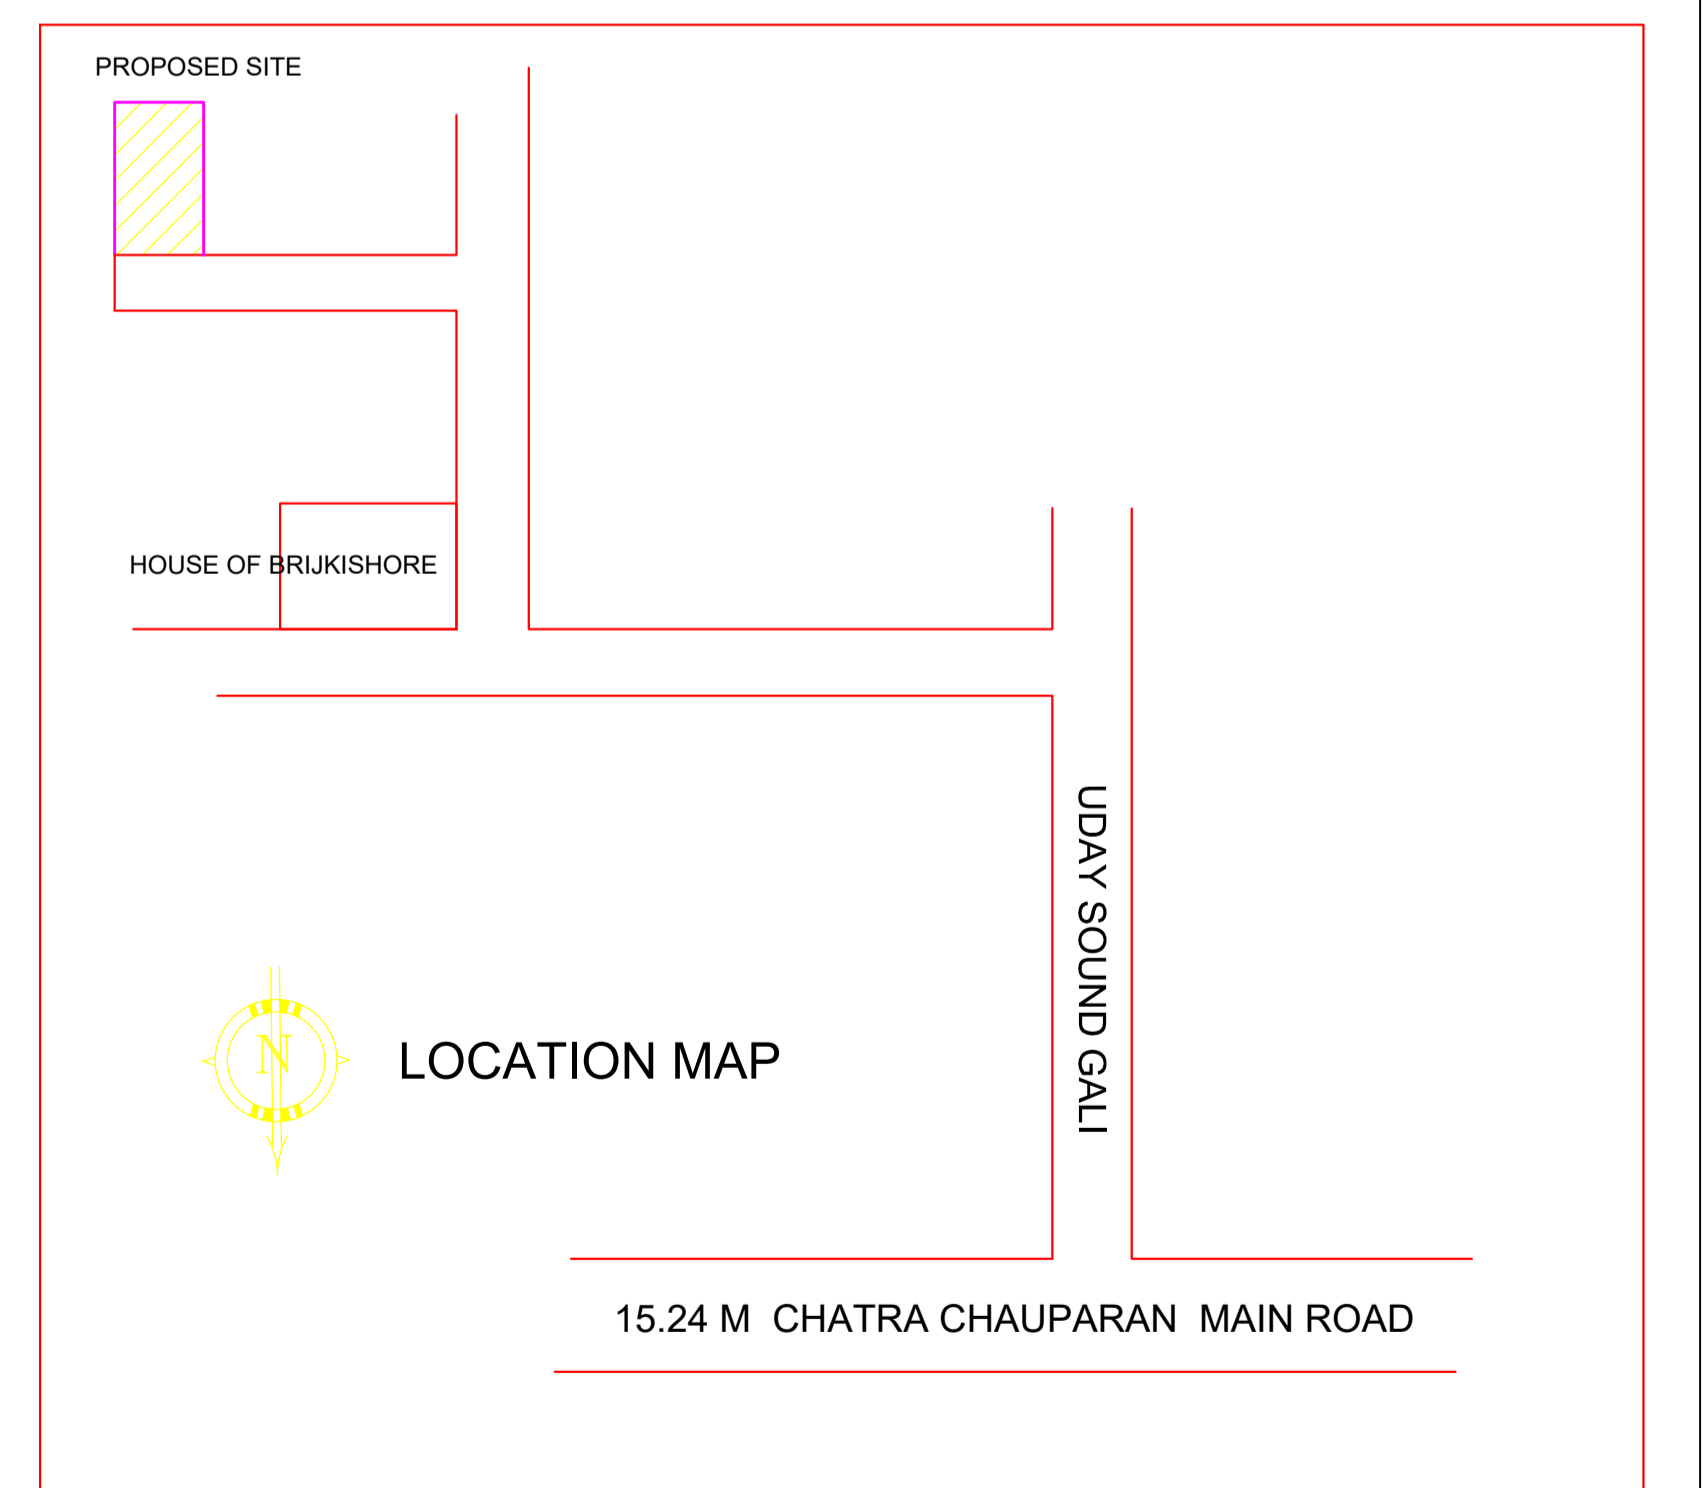 PROPOSED SITE
HOUSE OF BRIJKISHORE
UDAY SOUND GALI
N
LOCATION MAP
15.24 M  CHATRA CHAUPARAN  MAIN ROAD